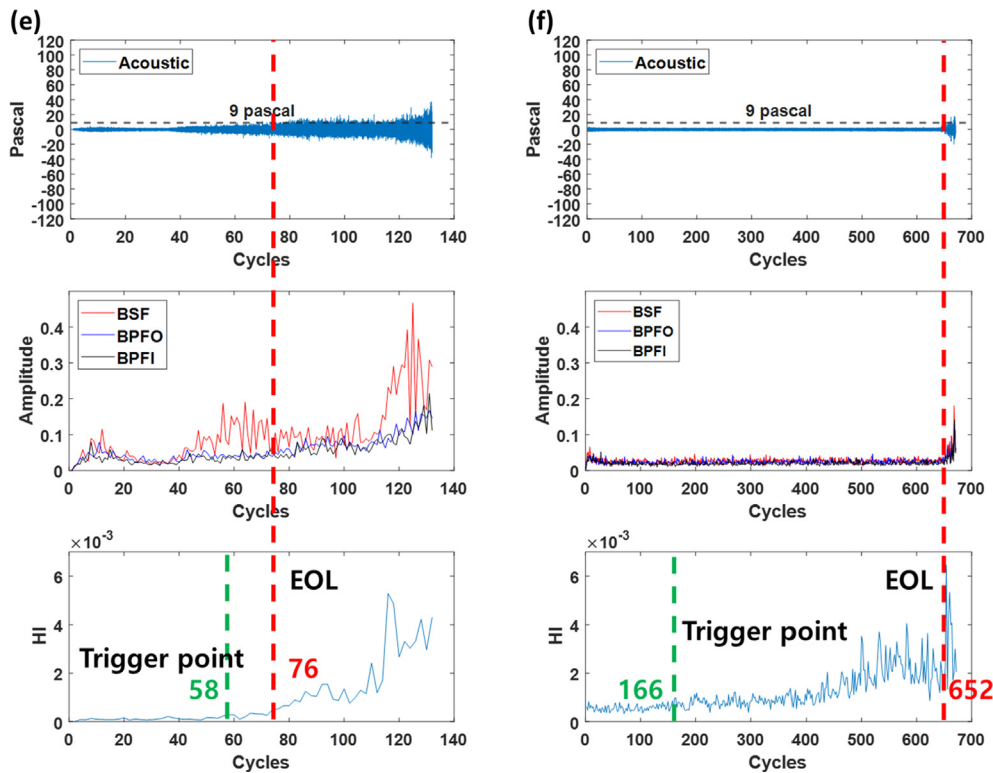 (e)
120
100
80
60
40
20
0
-20
-40
-60
-80
-100
-120
Pascal
Acoustic
9 pascal
0 20 40 60 80 100 120 140
Cycles
0.4
0.3
0.2
0.1
0
Amplitude
BSF
BPFO
BPFI
0 20 40 60 80 100 120 140
Cycles
×10⁻³
6
4
2
0
HI
EOL
Trigger point
58
76
0 20 40 60 80 100 120 140
Cycles
(f)
120
100
80
60
40
20
0
-20
-40
-60
-80
-100
-120
Pascal
Acoustic
9 pascal
0 100 200 300 400 500 600 700
Cycles
0.4
0.3
0.2
0.1
0
Amplitude
BSF
BPFO
BPFI
0 100 200 300 400 500 600 700
Cycles
×10⁻³
6
4
2
0
HI
EOL
Trigger point
166
652
0 100 200 300 400 500 600 700
Cycles